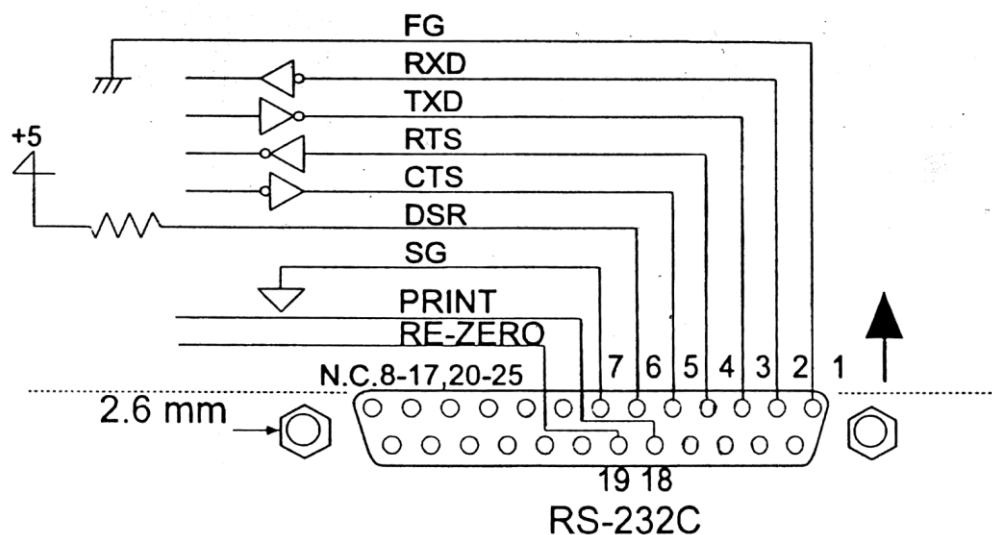 FG
RXD
TXD
RTS
+5
CTS
DSR
SG
PRINT
RE-ZERO
N.C.8-17,20-25 7 6 5 4 3 2 1
2.6 mm
19 18
RS-232C